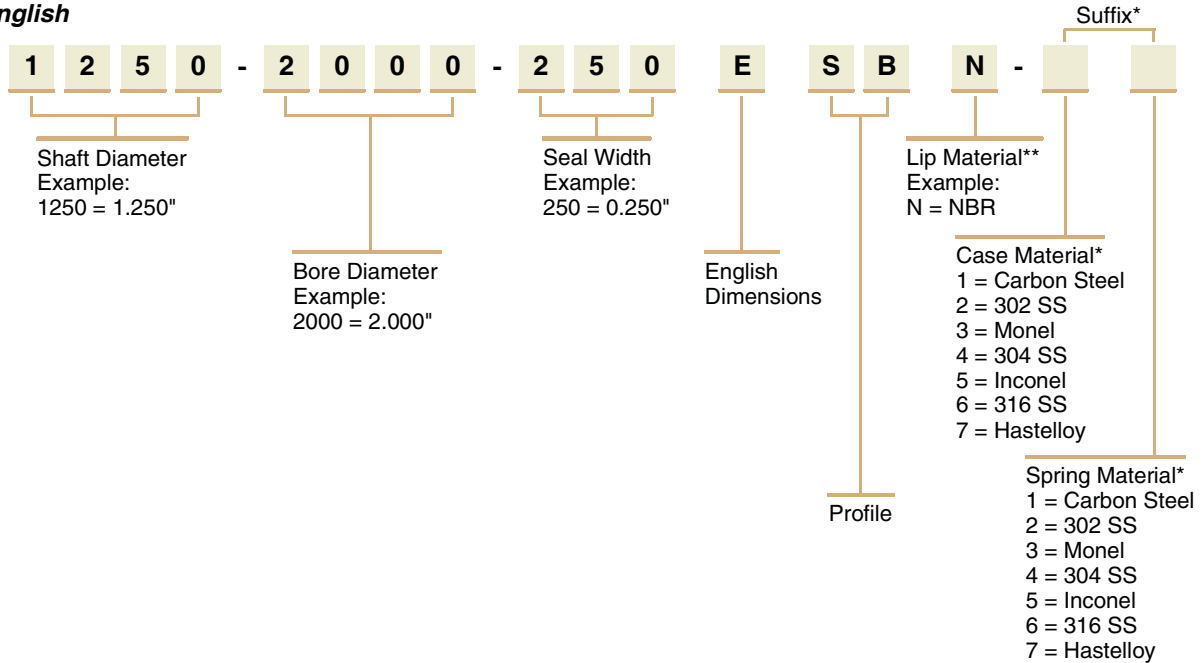 nglish
Suffix*
1 2 5 0 - 2 0 0 0 - 2 5 0 E S B N -
Shaft Diameter
Example:
1250 = 1.250"
Bore Diameter
Example:
2000 = 2.000"
Seal Width
Example:
250 = 0.250"
English
Dimensions
Profile
Lip Material**
Example:
N = NBR
Case Material*
1 = Carbon Steel
2 = 302 SS
3 = Monel
4 = 304 SS
5 = Inconel
6 = 316 SS
7 = Hastelloy
Spring Material*
1 = Carbon Steel
2 = 302 SS
3 = Monel
4 = 304 SS
5 = Inconel
6 = 316 SS
7 = Hastelloy